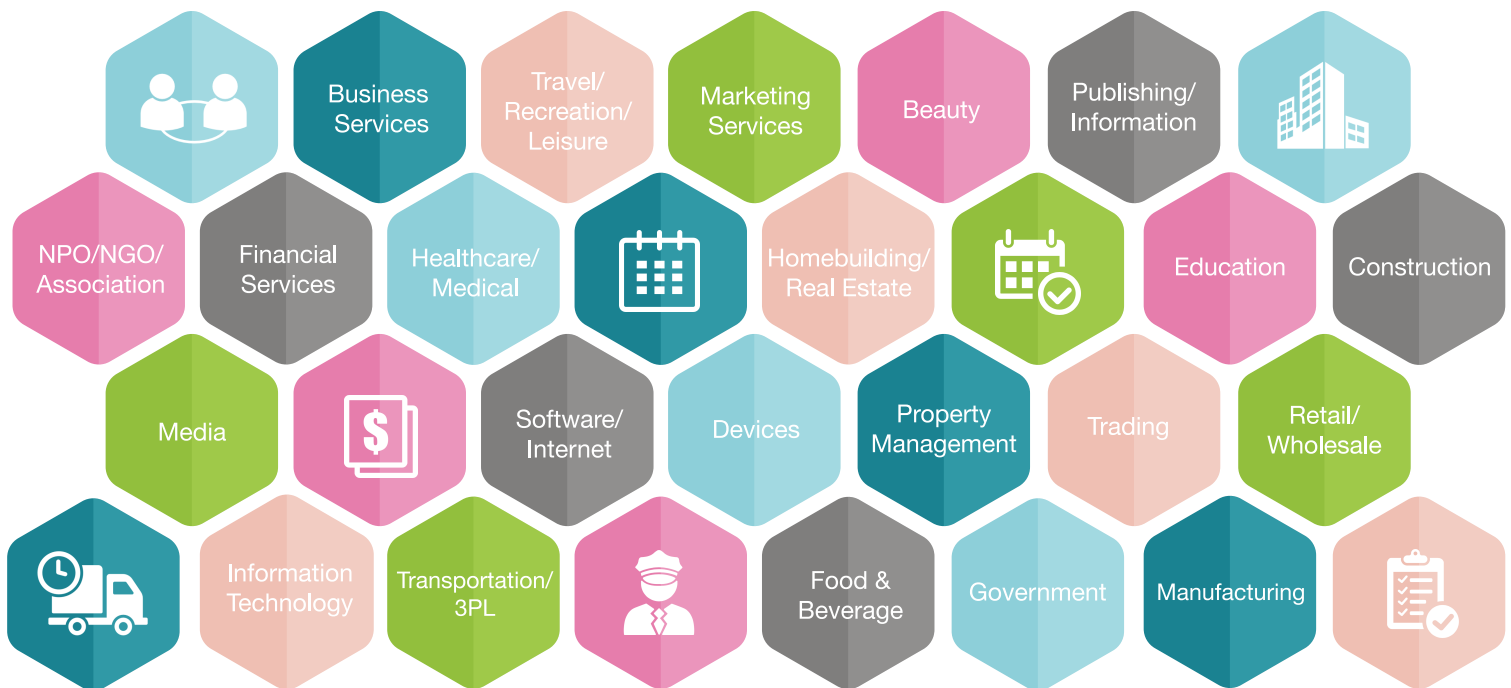 Business
Services
Travel/
Recreation/
Leisure
Marketing
Services
Beauty
Publishing/
Information
NPO/NGO/
Association
Financial
Services
Healthcare/
Medical
Homebuilding/
Real Estate
Education
Construction
Media
$
Software/
Internet
Devices
Property
Management
Trading
Retail/
Wholesale
Information
Technology
Transportation/
3PL
Food &
Beverage
Government
Manufacturing